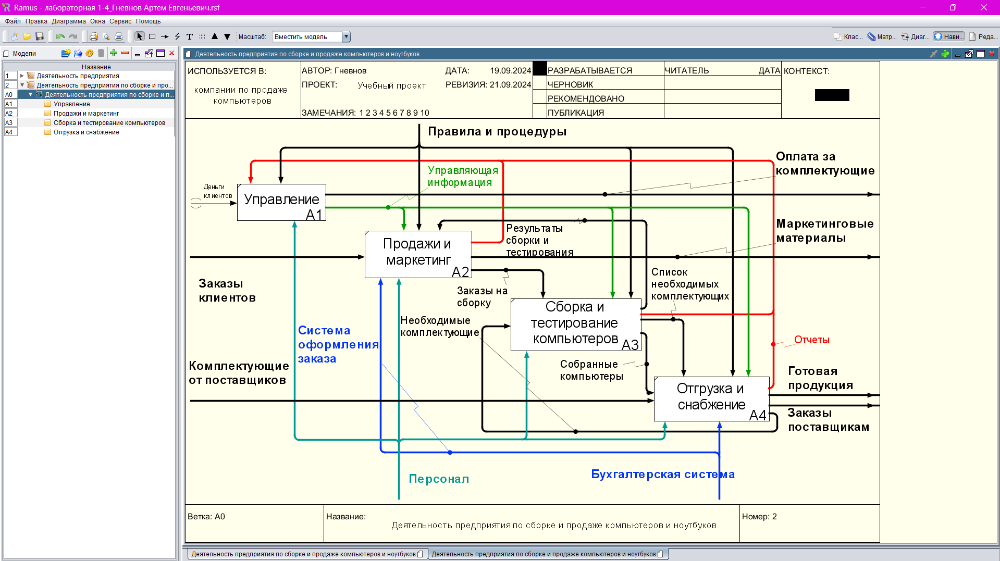 Ramus - лабораторная 1-4_Гневнов Артем Евгеньевич.rsf
Файл Правка Диаграмма Окна Сервис Помощь
Масштаб: Вместить модель
Клас... Матр... Диаг... Нави... Реда...
Модели
Название
1 Деятельность предприятия
2 Деятельность предприятия по сборке и про...
A0 Деятельность предприятия по сборке и п...
A1 Управление
A2 Продажи и маркетинг
A3 Сборка и тестирование компьютеров
A4 Отгрузка и снабжение
Деятельность предприятия по сборке и продаже компьютеров и ноутбуков
ИСПОЛЬЗУЕТСЯ В:
компании по продаже
компьютеров
АВТОР: Гневнов
ДАТА: 19.09.2024
ПРОЕКТ: Учебный проект
РЕВИЗИЯ: 21.09.2024
ЗАМЕЧАНИЯ: 1 2 3 4 5 6 7 8 9 10
РАЗРАБАТЫВАЕТСЯ
ЧЕРНОВИК
РЕКОМЕНДОВАНО
ПУБЛИКАЦИЯ
ЧИТАТЕЛЬ ДАТА
КОНТЕКСТ:
Правила и процедуры
Оплата за
комплектующие
Управляющая
информация
Деньги
клиентов
Управление
A1
Маркетинговые
материалы
Результаты
сборки и
тестирования
Продажи и
маркетинг
A2
Заказы
клиентов
Заказы на
сборку
Список
необходимых
комплектующих
Сборка и
тестирование
компьютеров
A3
Необходимые
комплектующие
Система
оформления
заказа
Отчеты
Комплектующие
от поставщиков
Собранные
компьютеры
Готовая
продукция
Отгрузка и
снабжение
A4
Заказы
поставщикам
Персонал
Бухгалтерская система
Ветка: A0
Название:
Деятельность предприятия по сборке и продаже компьютеров и ноутбуков
Номер: 2
Деятельность предприятия по сборке и продаже компьютеров и ноутбуков
Деятельность предприятия по сборке и продаже компьютеров и ноутбуков